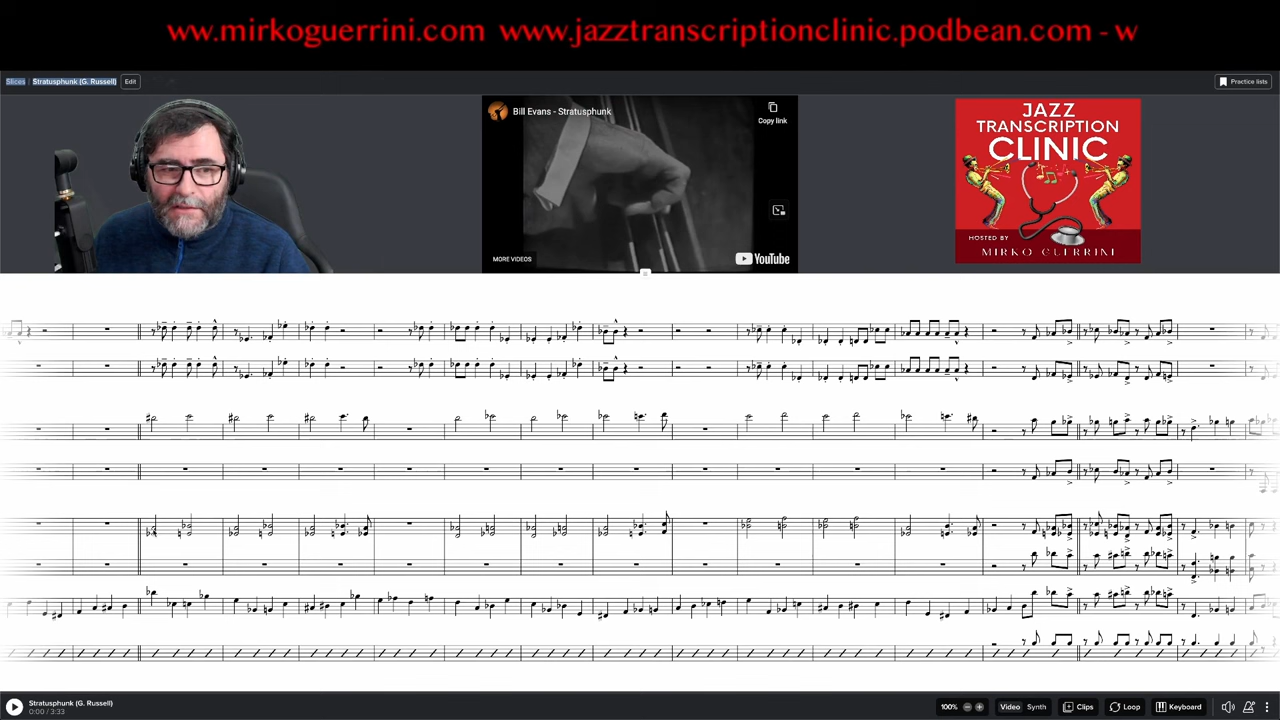 ww.mirkoguerrini.com www.jazztranscriptionclinic.podbean.com - w
Slices | Stratusphunk (G. Russell) Edit
Practice lists
Bill Evans - Stratusphunk
Copy link
MORE VIDEOS
YouTube
JAZZ
TRANSCRIPTION
CLINIC
HOSTED BY
MIRKO GUERRINI
Stratusphunk (G. Russell)
0:00 / 3:33
100%
Video Synth
Clips
Loop
Keyboard